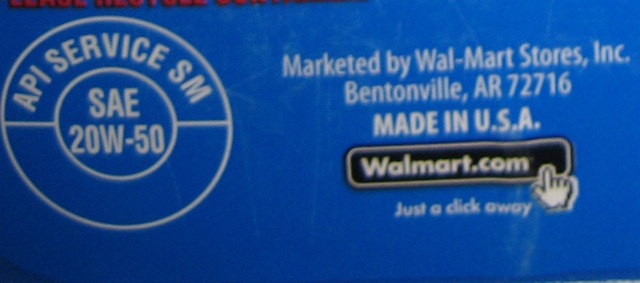 API SERVICE SM
SAE
20W-50
Marketed by Wal-Mart Stores, Inc.
Bentonville, AR 72716
MADE IN U.S.A.
Walmart.com
Just a click away